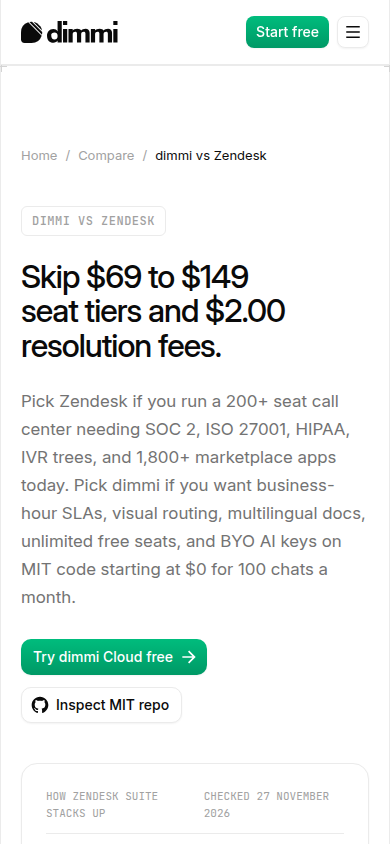 dimmi
Start free
Home / Compare / dimmi vs Zendesk
DIMMI VS ZENDESK
Skip $69 to $149
seat tiers and $2.00
resolution fees.
Pick Zendesk if you run a 200+ seat call
center needing SOC 2, ISO 27001, HIPAA,
IVR trees, and 1,800+ marketplace apps
today. Pick dimmi if you want business-
hour SLAs, visual routing, multilingual docs,
unlimited free seats, and BYO AI keys on
MIT code starting at $0 for 100 chats a
month.
Try dimmi Cloud free
Inspect MIT repo
HOW ZENDESK SUITE
STACKS UP
CHECKED 27 NOVEMBER
2026